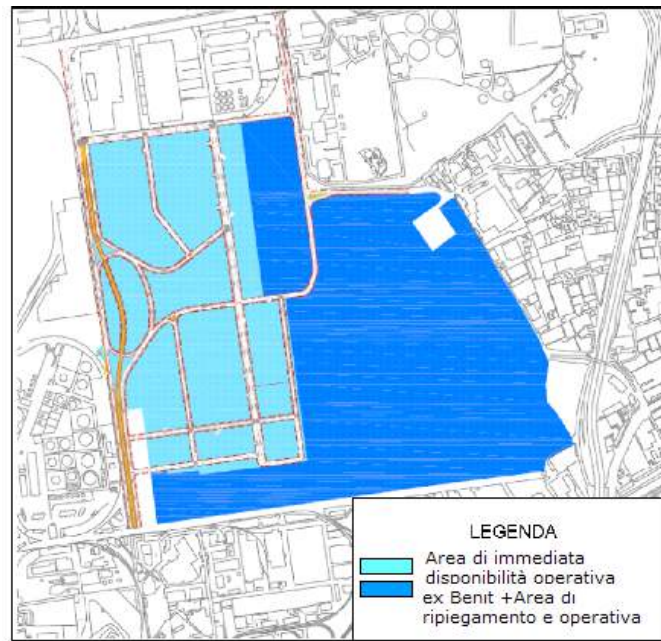 LEGENDA
Area di immediata
disponibilità operativa
ex Benit +Area di
ripiegamento e operativa